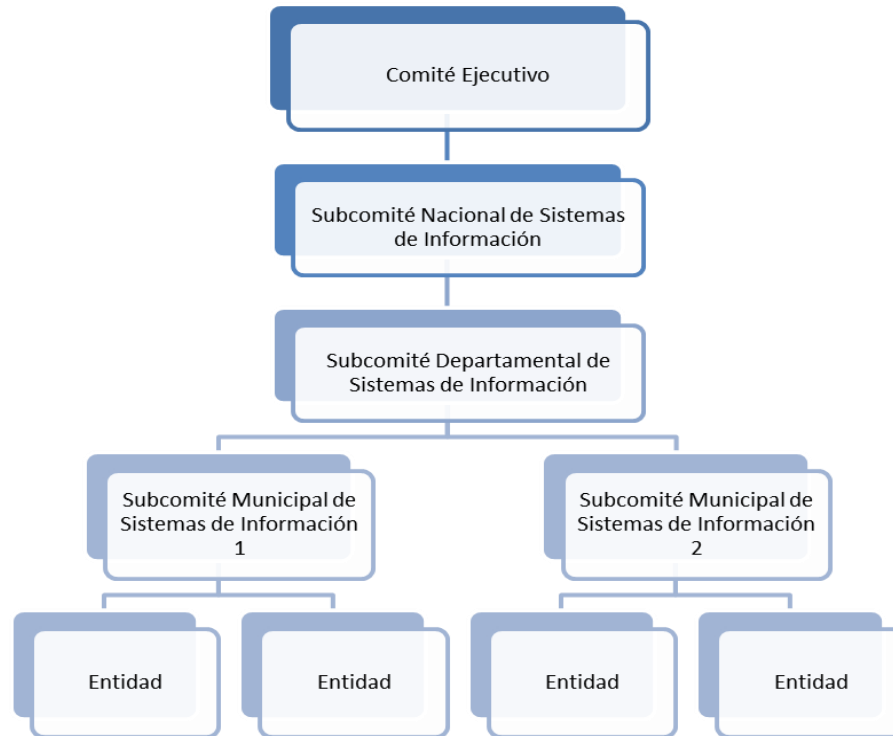 Comité Ejecutivo
Subcomité Nacional de Sistemas
de Información
Subcomité Departamental de
Sistemas de Información
Subcomité Municipal de
Sistemas de Información
1
Subcomité Municipal de
Sistemas de Información
2
Entidad
Entidad
Entidad
Entidad